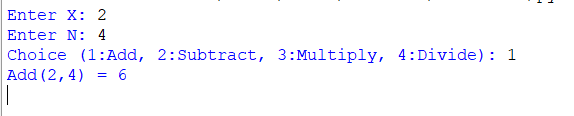 Enter X: 2
Enter N: 4
Choice (1:Add, 2:Subtract, 3:Multiply, 4:Divide): 1
Add(2,4) = 6